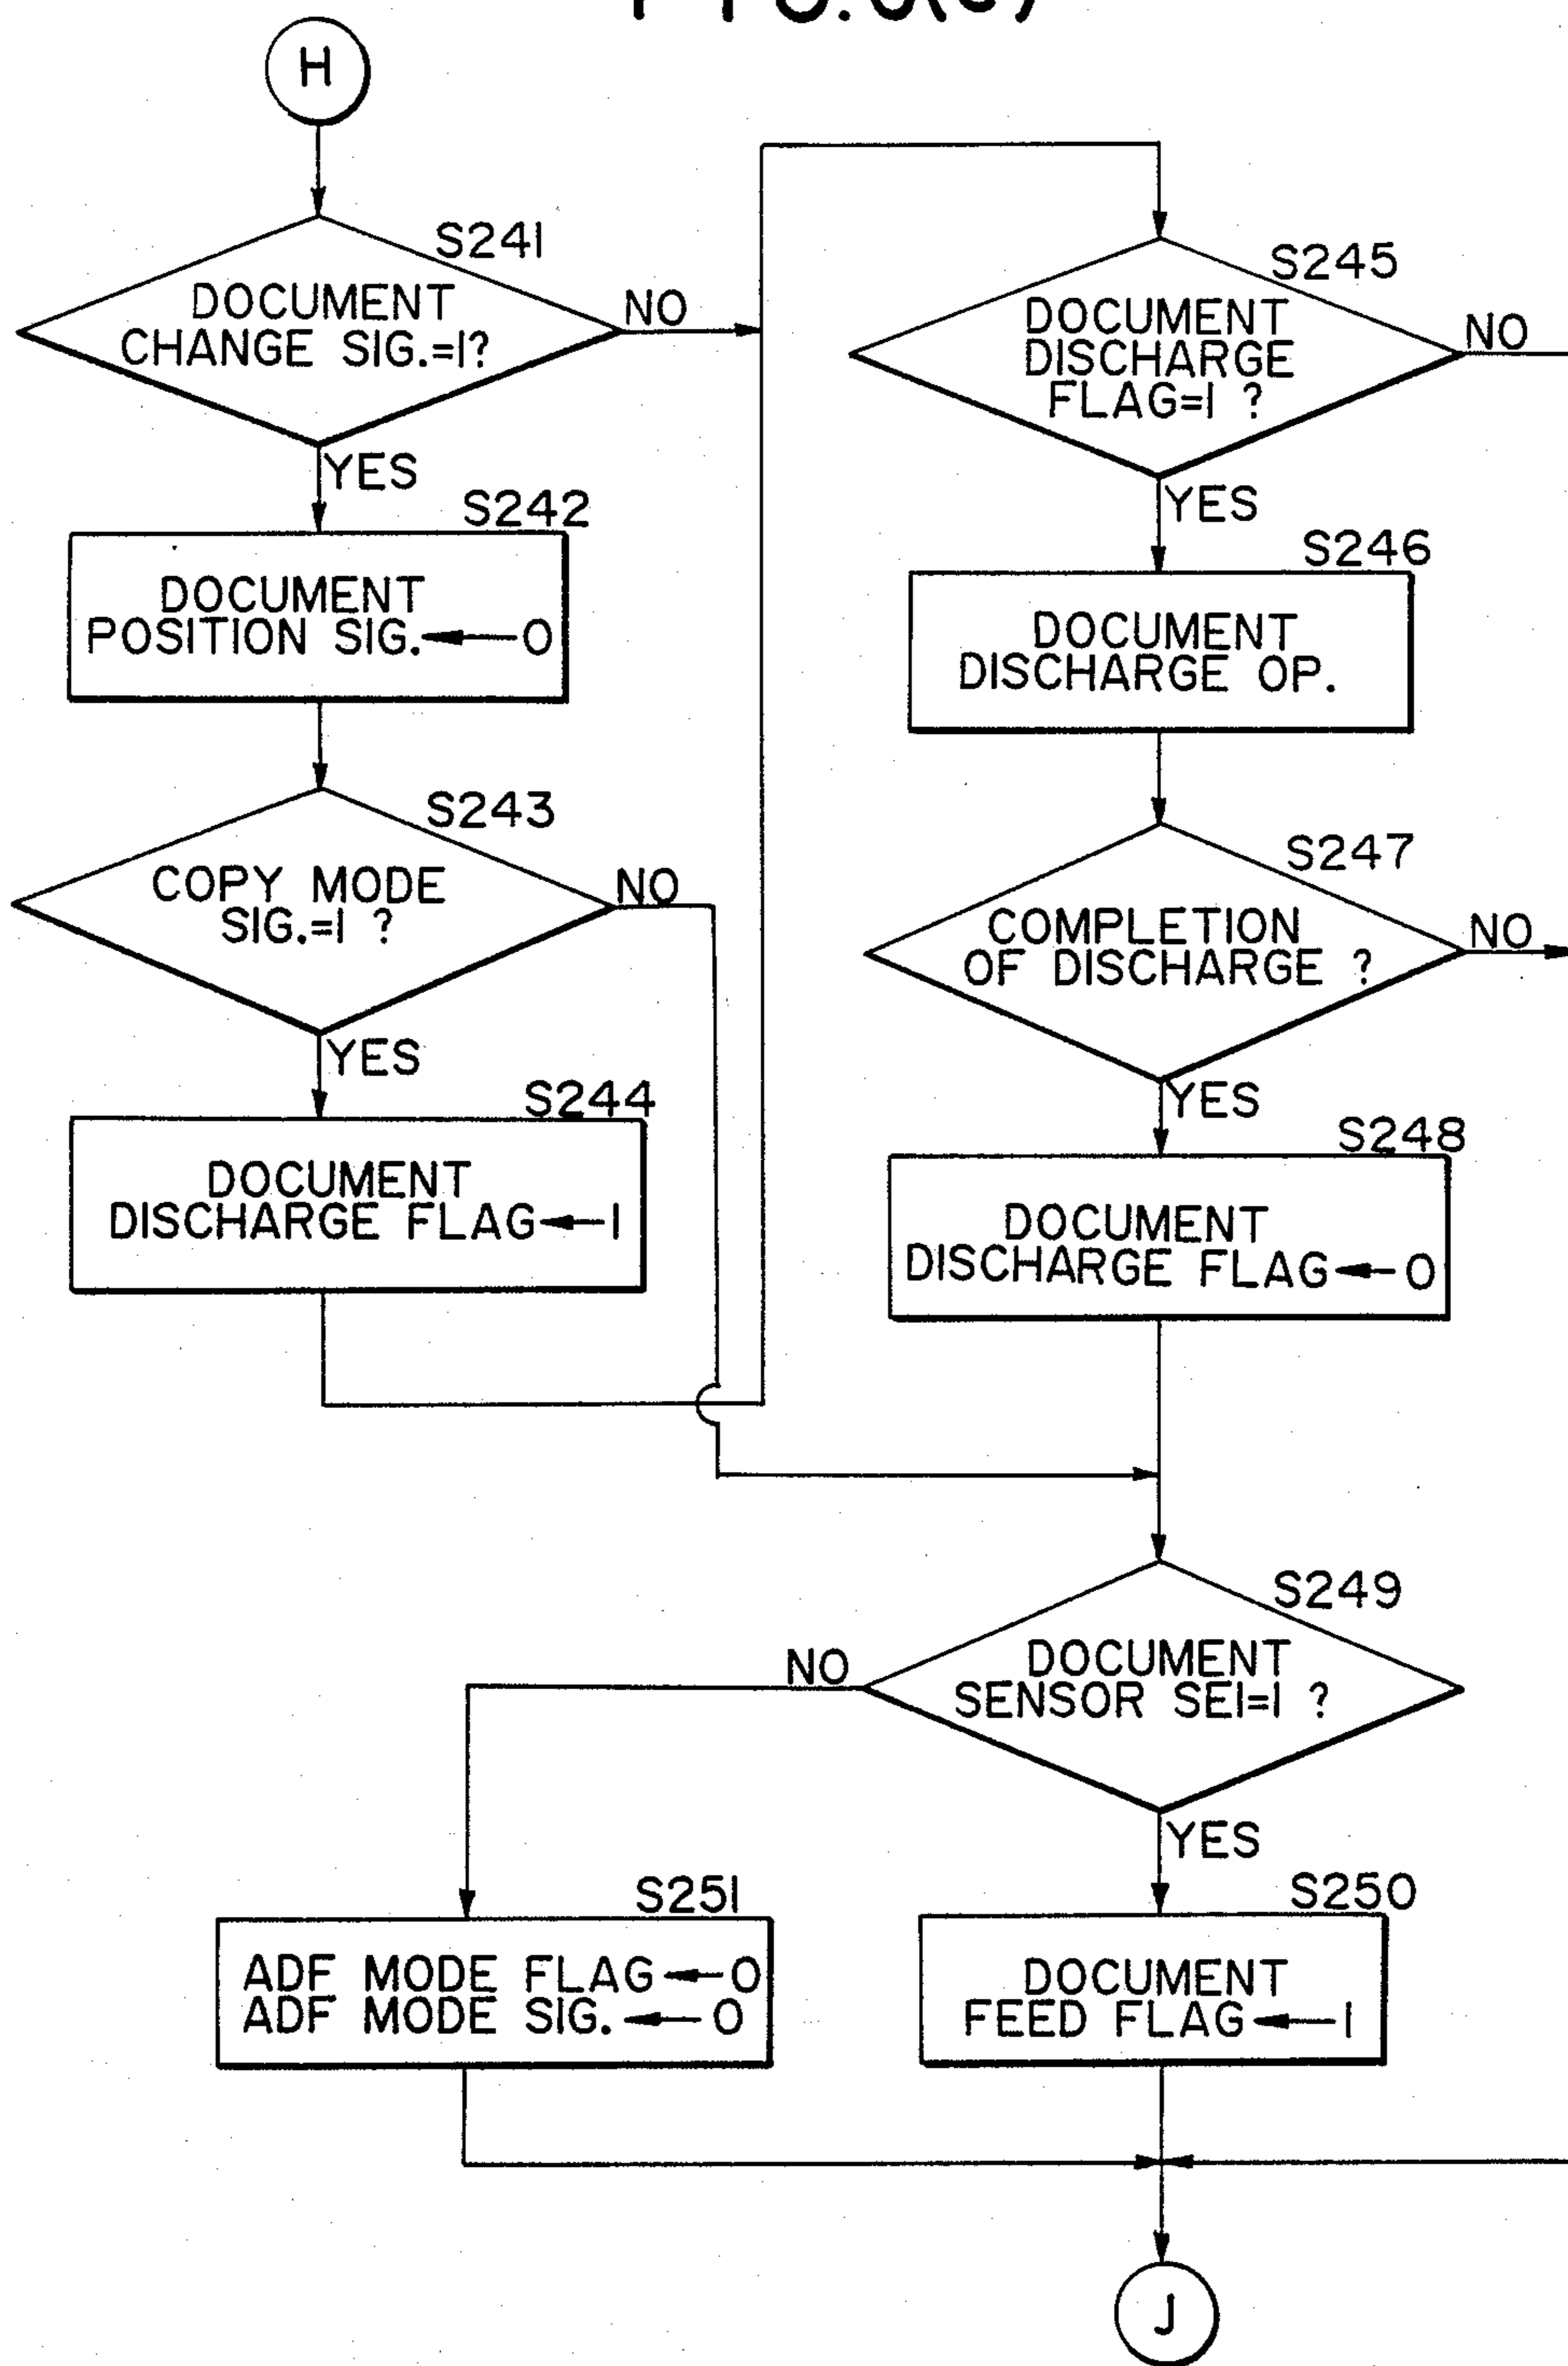 H
S241
DOCUMENT
CHANGE SIG.=1?
NO
YES
S242
DOCUMENT
POSITION SIG.←0
S243
COPY MODE
SIG.=1 ?
NO
YES
S244
DOCUMENT
DISCHARGE FLAG←1
S245
DOCUMENT
DISCHARGE
FLAG=1 ?
NO
YES
S246
DOCUMENT
DISCHARGE OP.
S247
COMPLETION
OF DISCHARGE ?
NO
YES
S248
DOCUMENT
DISCHARGE FLAG←0
S249
DOCUMENT
SENSOR SE1=1 ?
NO
YES
S251
ADF MODE FLAG←0
ADF MODE SIG.←0
S250
DOCUMENT
FEED FLAG←1
J